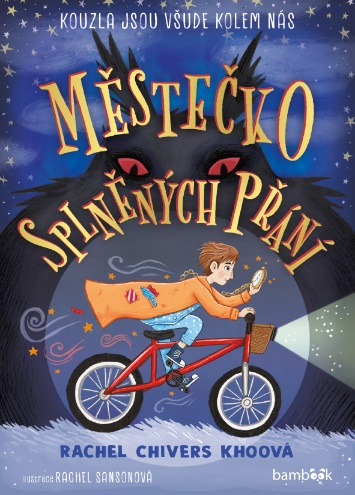 KOUZLA JSOU VŠUDE KOLEM NÁS
MĚSTEČKO
SPLNĚNÝCH PŘÁNÍ
RACHEL CHIVERS KHOOVÁ
ILUSTRACE RACHEL SANSONOVÁ
bambook